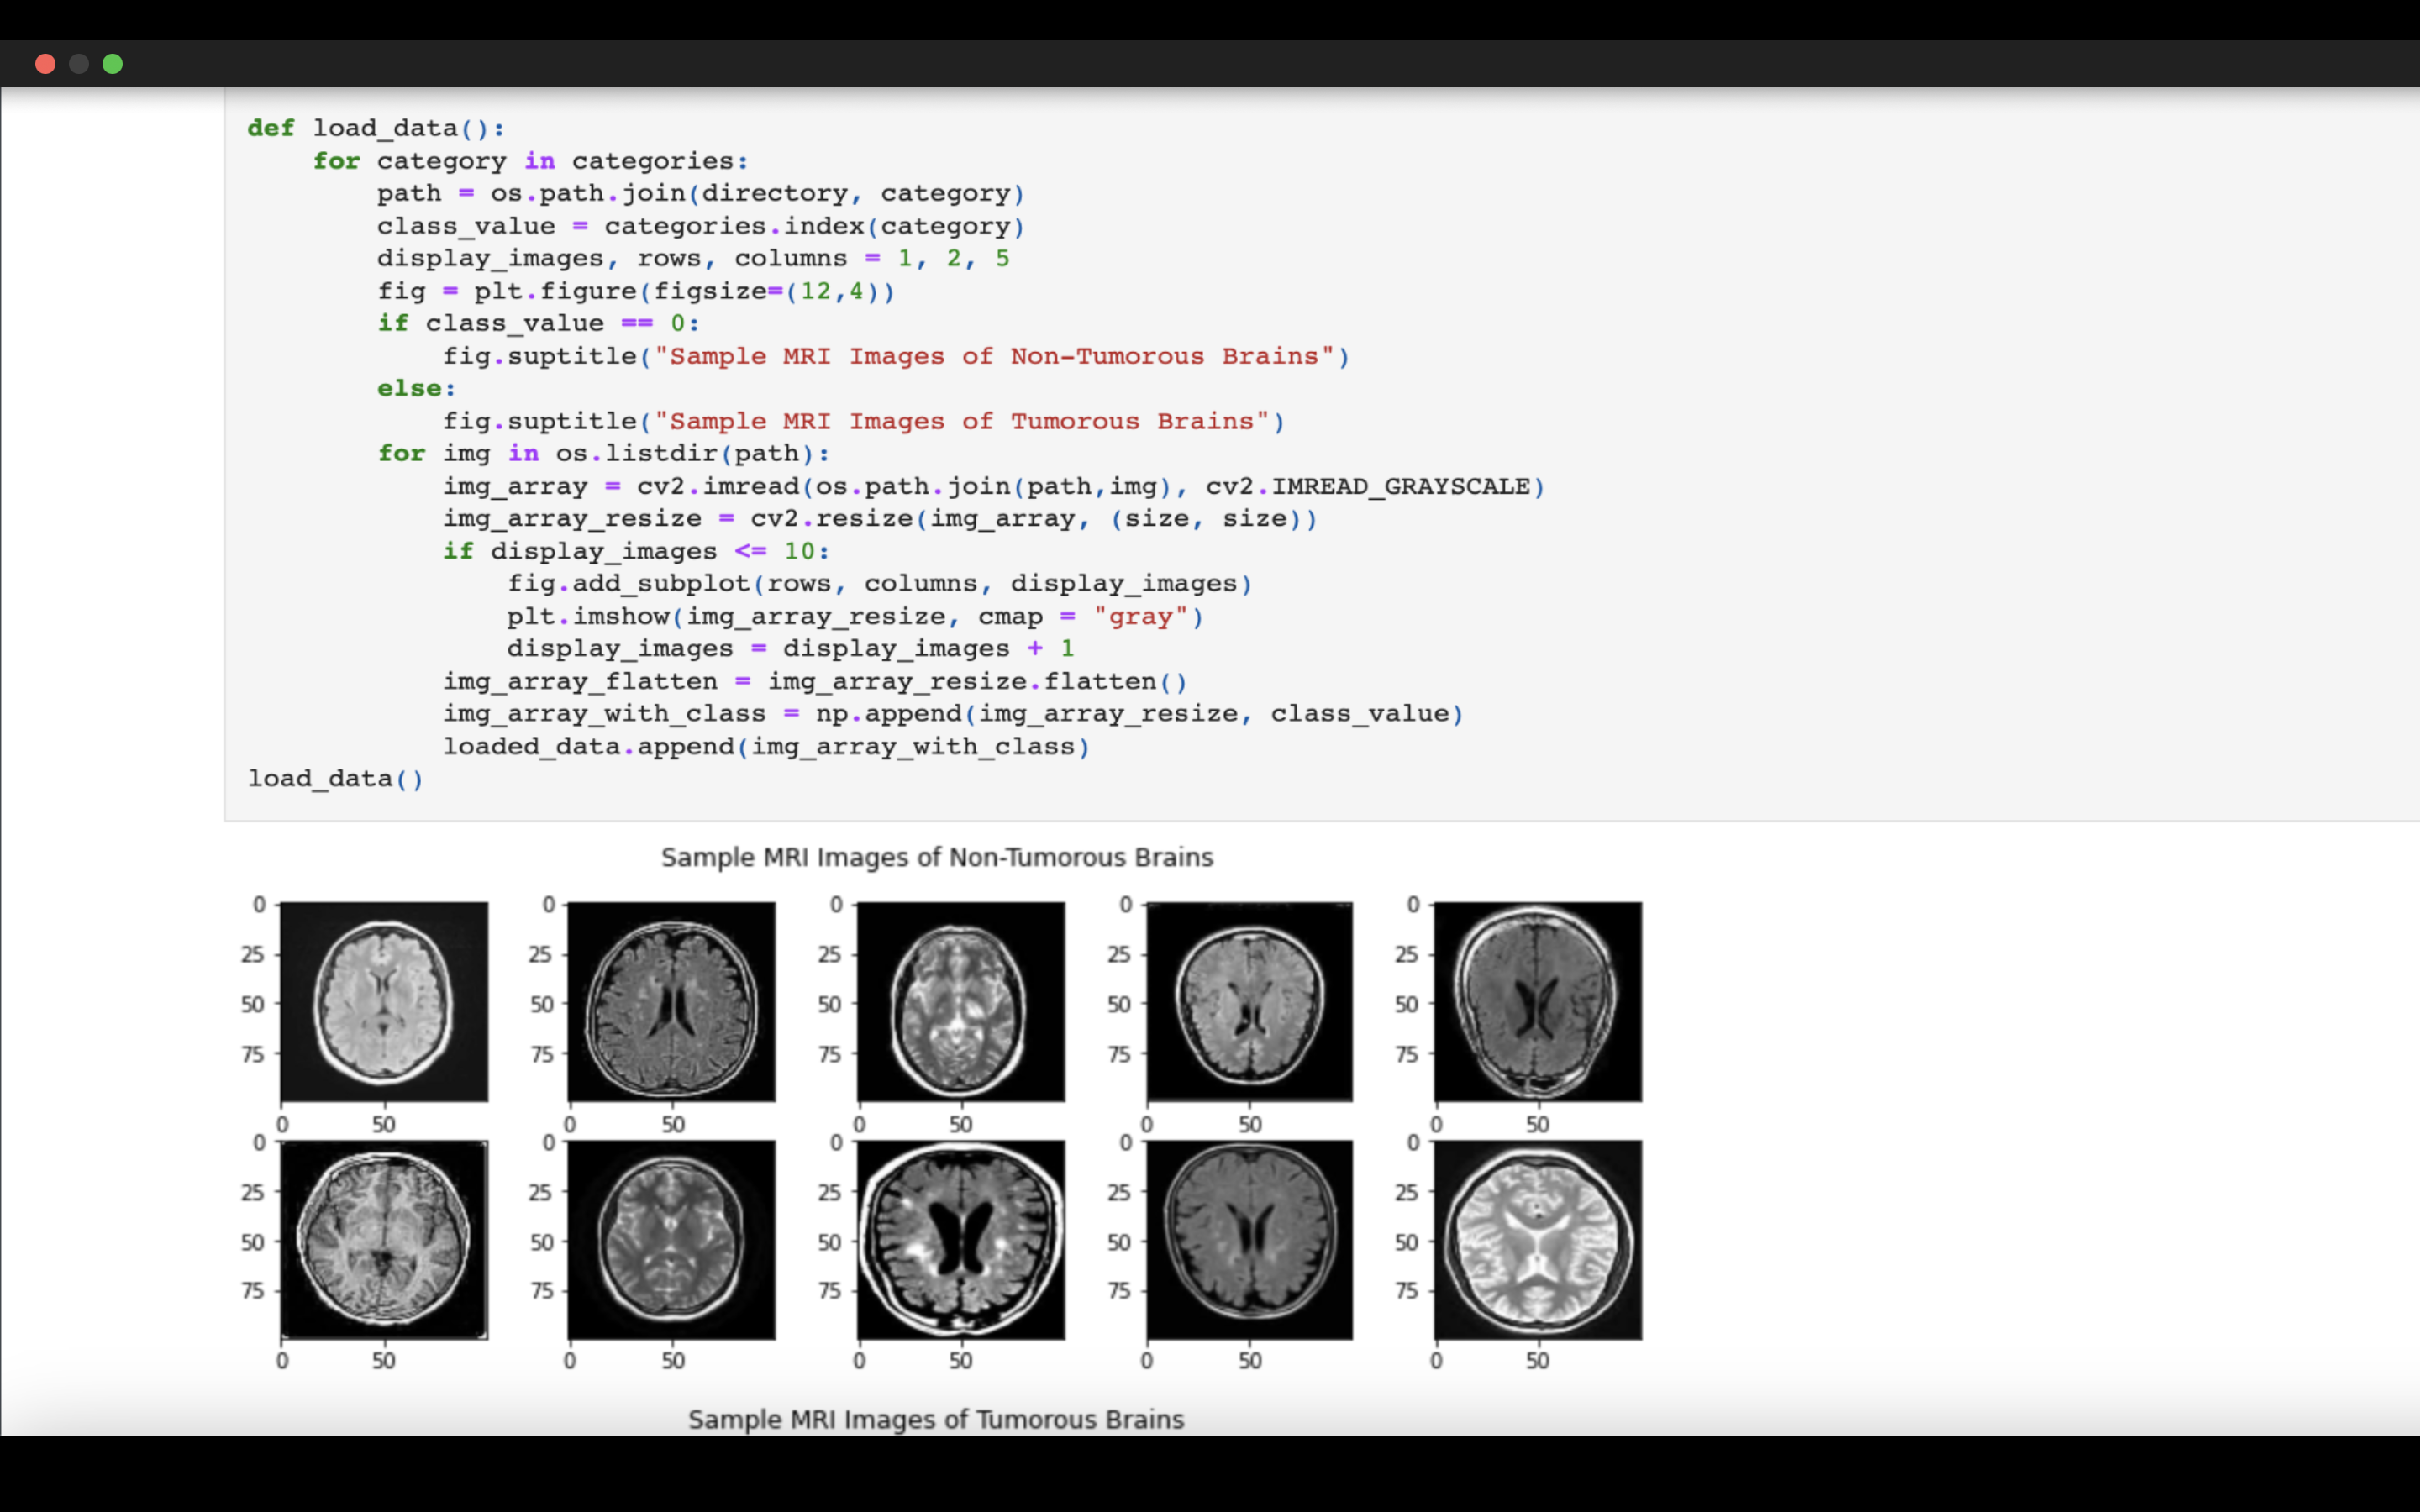 def load_data():
    for category in categories:
        path = os.path.join(directory, category)
        class_value = categories.index(category)
        display_images, rows, columns = 1, 2, 5
        fig = plt.figure(figsize=(12,4))
        if class_value == 0:
            fig.suptitle("Sample MRI Images of Non-Tumorous Brains")
        else:
            fig.suptitle("Sample MRI Images of Tumorous Brains")
        for img in os.listdir(path):
            img_array = cv2.imread(os.path.join(path,img), cv2.IMREAD_GRAYSCALE)
            img_array_resize = cv2.resize(img_array, (size, size))
            if display_images <= 10:
                fig.add_subplot(rows, columns, display_images)
                plt.imshow(img_array_resize, cmap = "gray")
                display_images = display_images + 1
            img_array_flatten = img_array_resize.flatten()
            img_array_with_class = np.append(img_array_resize, class_value)
            loaded_data.append(img_array_with_class)
load_data()
Sample MRI Images of Non-Tumorous Brains
0 0 0 0 0
25 25 25 25 25
50 50 50 50 50
75 75 75 75 75
0 50 0 50 0 50 0 50 0 50
0 0 0 0 0
25 25 25 25 25
50 50 50 50 50
75 75 75 75 75
0 50 0 50 0 50 0 50 0 50
Sample MRI Images of Tumorous Brains